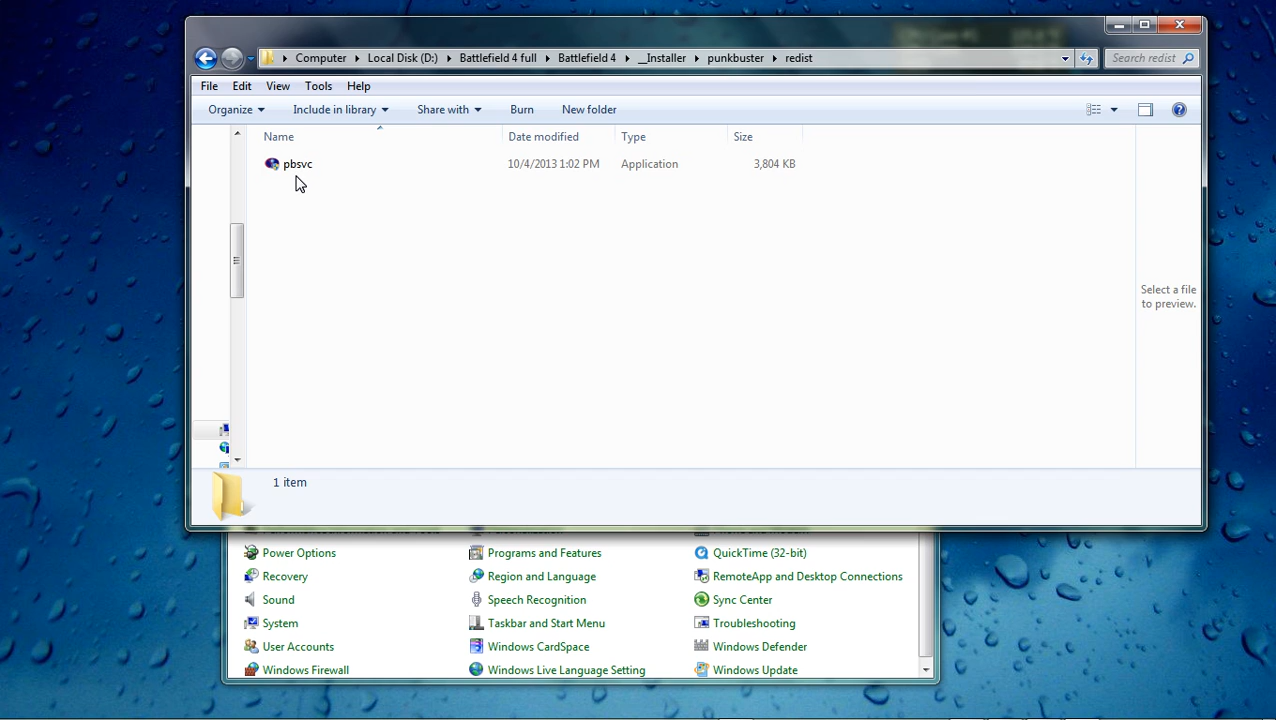 Computer Local Disk (D:) Battlefield 4 full Battlefield 4 __Installer punkbuster redist Search redist
File Edit View Tools Help
Organize Include in library Share with Burn New folder
Name Date modified Type Size
pbsvc 10/4/2013 1:02 PM Application 3,804 KB
Select a file
to preview.
1 item
Power Options Programs and Features QuickTime (32-bit)
Recovery Region and Language RemoteApp and Desktop Connections
Sound Speech Recognition Sync Center
System Taskbar and Start Menu Troubleshooting
User Accounts Windows CardSpace Windows Defender
Windows Firewall Windows Live Language Setting Windows Update